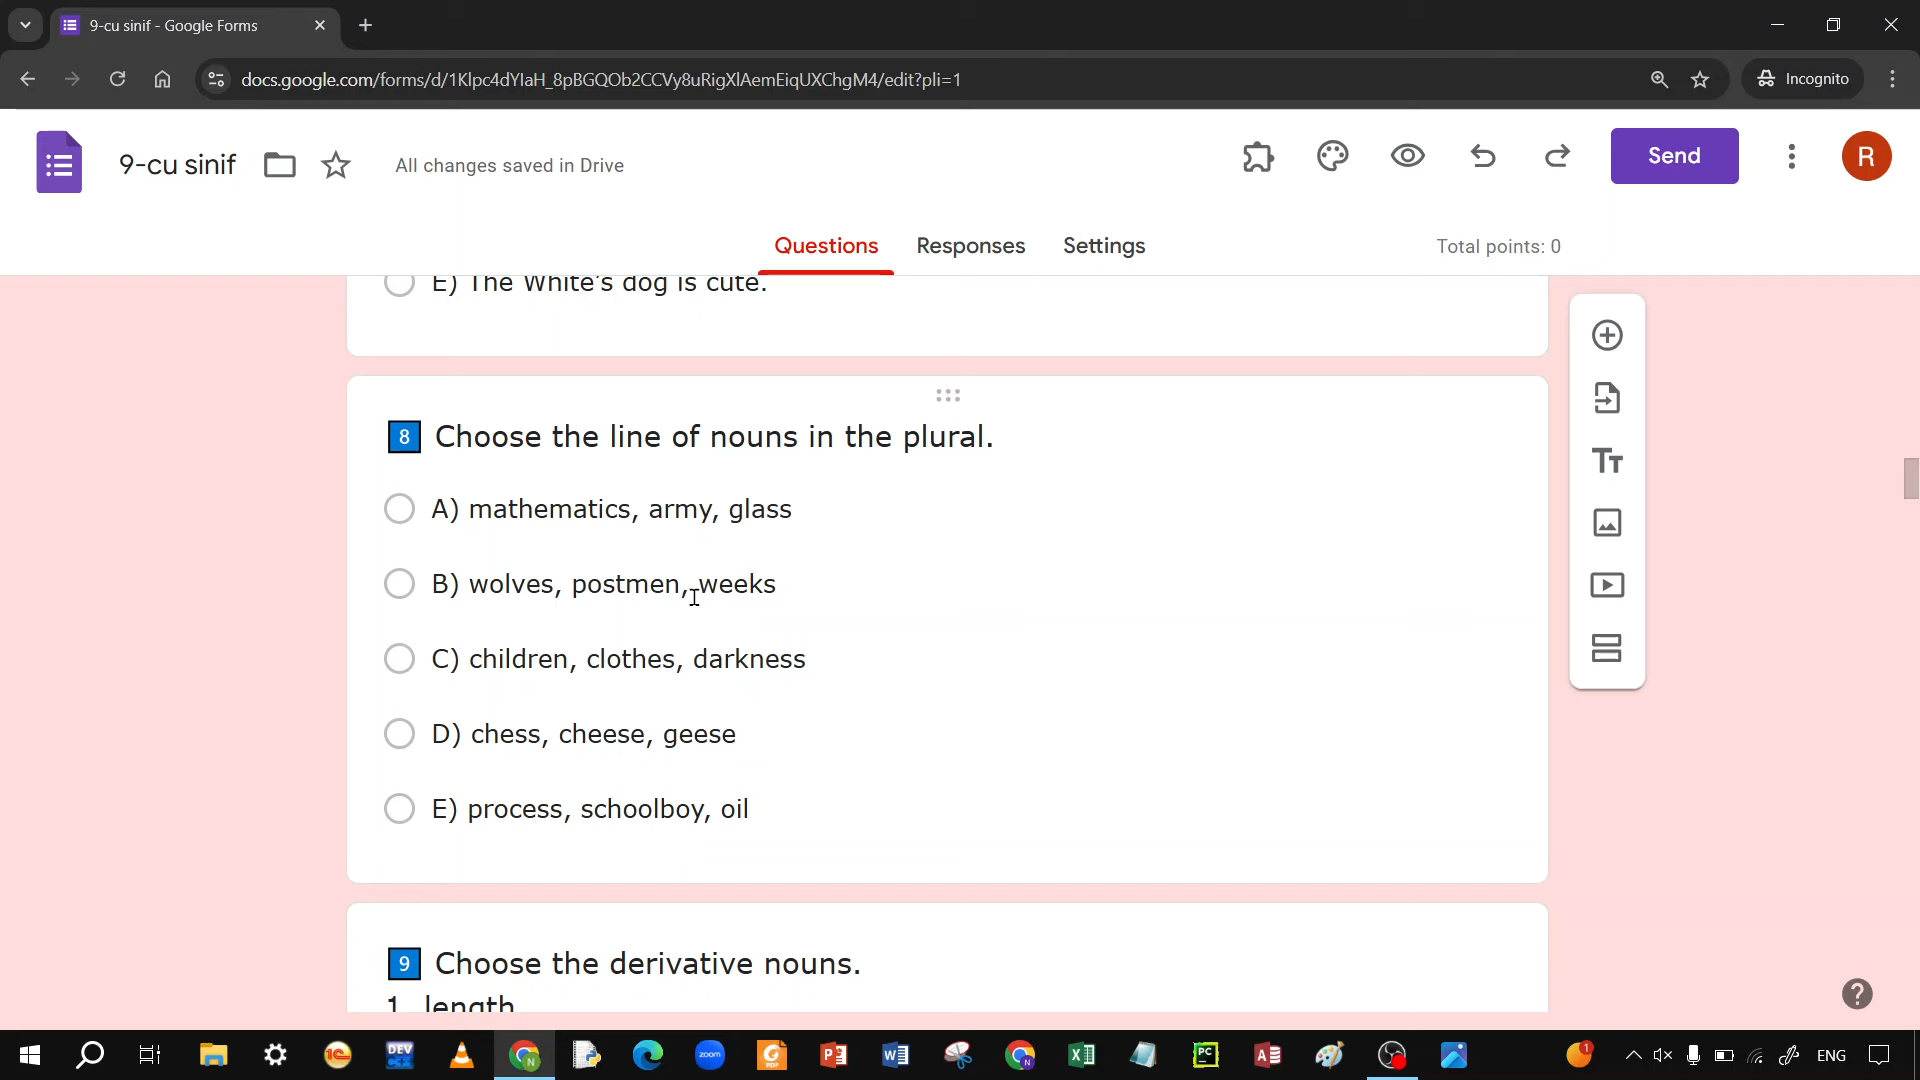 9-cu sinif - Google Forms
docs.google.com/forms/d/1Klpc4dYIaH_8pBGQOb2CCVy8uRigXlAemEiqUXChgM4/edit?pli=1
Incognito
9-cu sinif
All changes saved in Drive
Send
R
Questions
Responses
Settings
Total points: 0
E) The White's dog is cute.
8 Choose the line of nouns in the plural.
A) mathematics, army, glass
B) wolves, postmen, weeks
C) children, clothes, darkness
D) chess, cheese, geese
E) process, schoolboy, oil
9 Choose the derivative nouns.
1. length
ENG